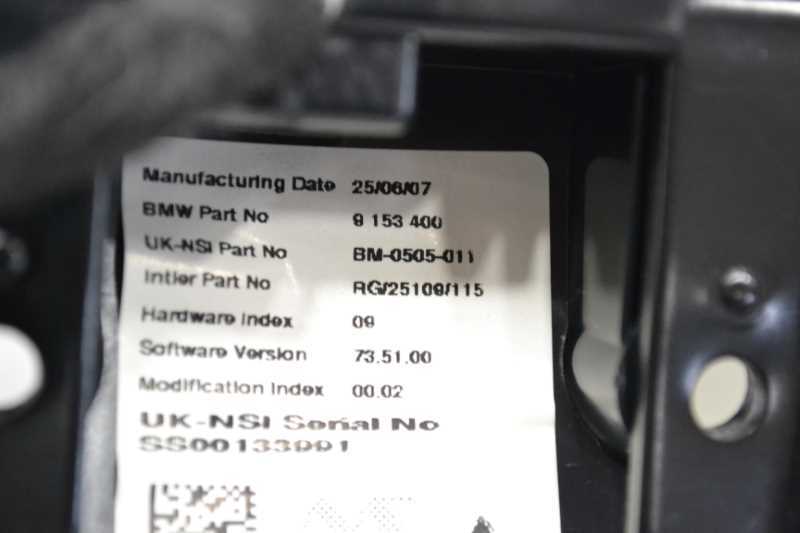 Manufacturing Date 25/06/07
BMW Part No 9 153 400
UK-NSI Part No BM-0505-011
Intier Part No RG/25109/115
Hardware Index 09
Software Version 73.51.00
Modification Index 00.02
UK-NSI Serial No
SS00133991